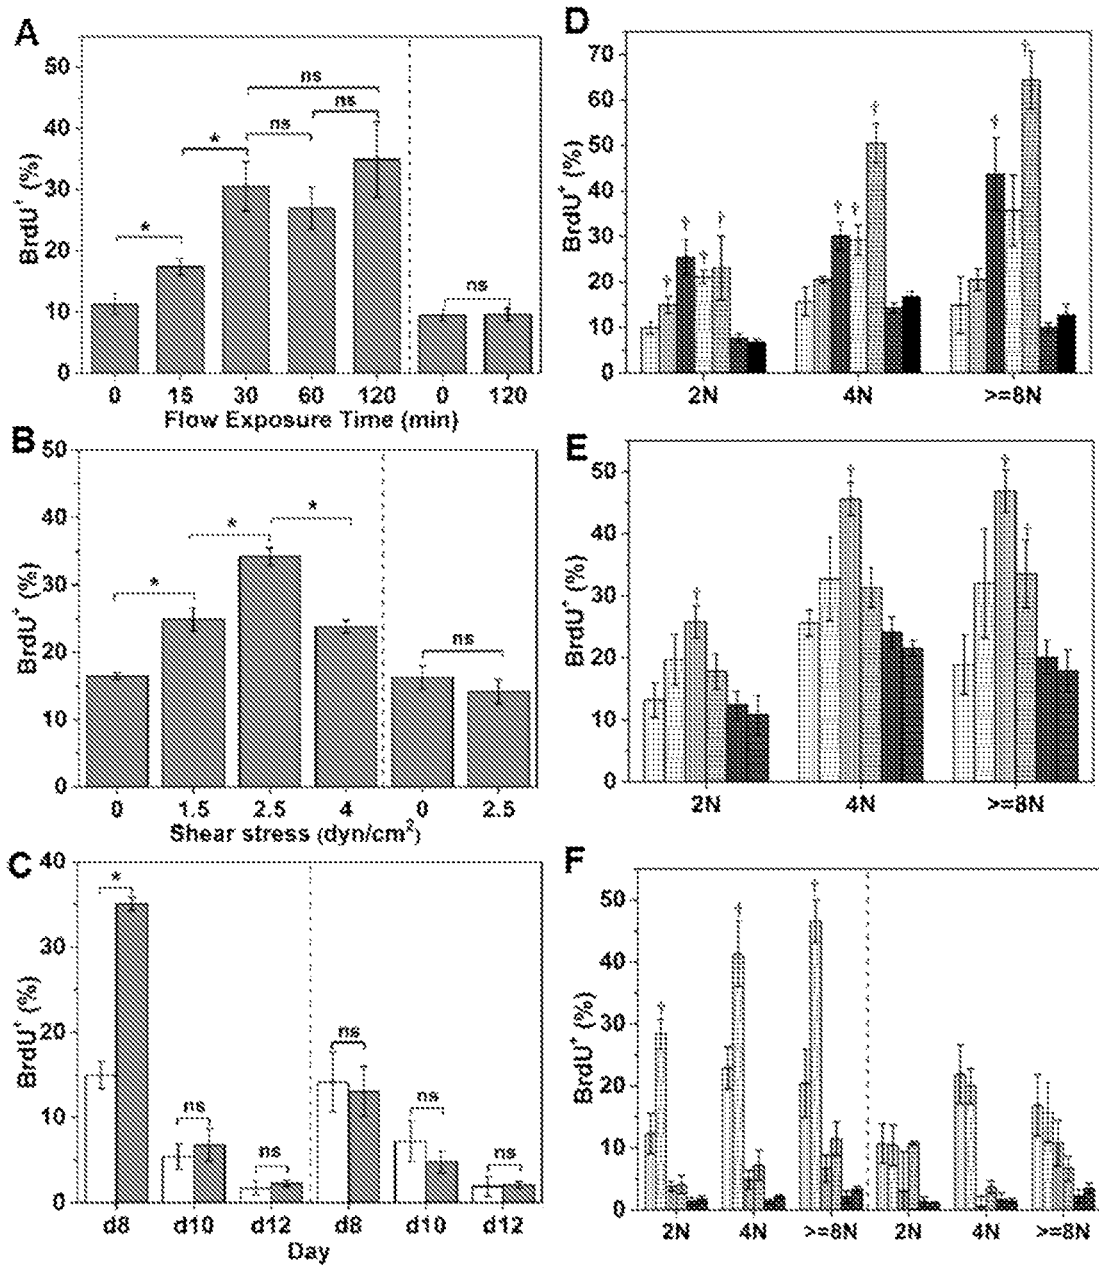 A
BrdU⁺ (%)
50
40
30
20
10
0
* * ns ns ns ns
0 15 30 60 120 0 120
Flow Exposure Time (min)
B
BrdU⁺ (%)
50
40
30
20
10
0
* * * ns
0 1.5 2.5 4 0 2.5
Shear stress (dyn/cm²)
C
BrdU⁺ (%)
40
30
20
10
0
* ns ns ns ns ns
d8 d10 d12 d8 d10 d12
Day
D
BrdU⁺ (%)
70
60
50
40
30
20
10
0
† † † † † † † † †
2N 4N >=8N
E
BrdU⁺ (%)
50
40
30
20
10
0
† † † †
2N 4N >=8N
F
BrdU⁺ (%)
50
40
30
20
10
0
† † †
2N 4N >=8N 2N 4N >=8N